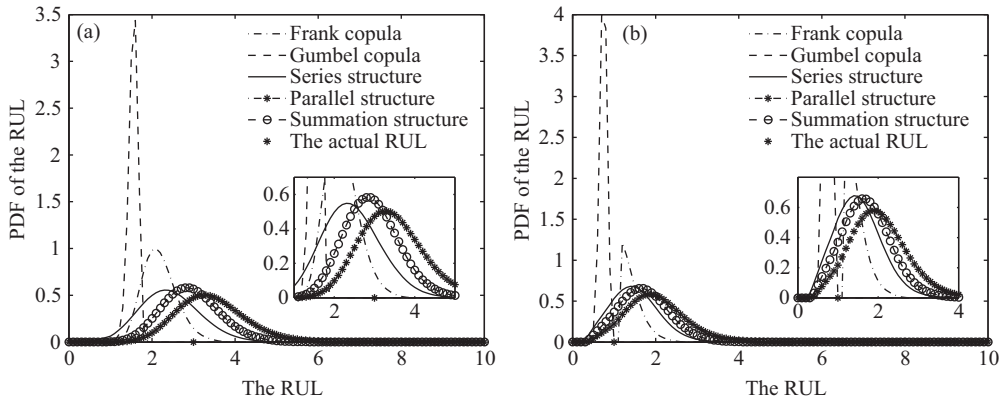 (a)
PDF of the RUL
3.5
3
2.5
2
1.5
1
0.5
0
Frank copula
Gumbel copula
Series structure
Parallel structure
Summation structure
The actual RUL
0.6
0.4
0.2
0
2
4
0
2
4
6
8
10
The RUL
(b)
PDF of the RUL
4
3.5
3
2.5
2
1.5
1
0.5
0
Frank copula
Gumbel copula
Series structure
Parallel structure
Summation structure
The actual RUL
0.6
0.4
0.2
0
0
2
4
0
2
4
6
8
10
The RUL